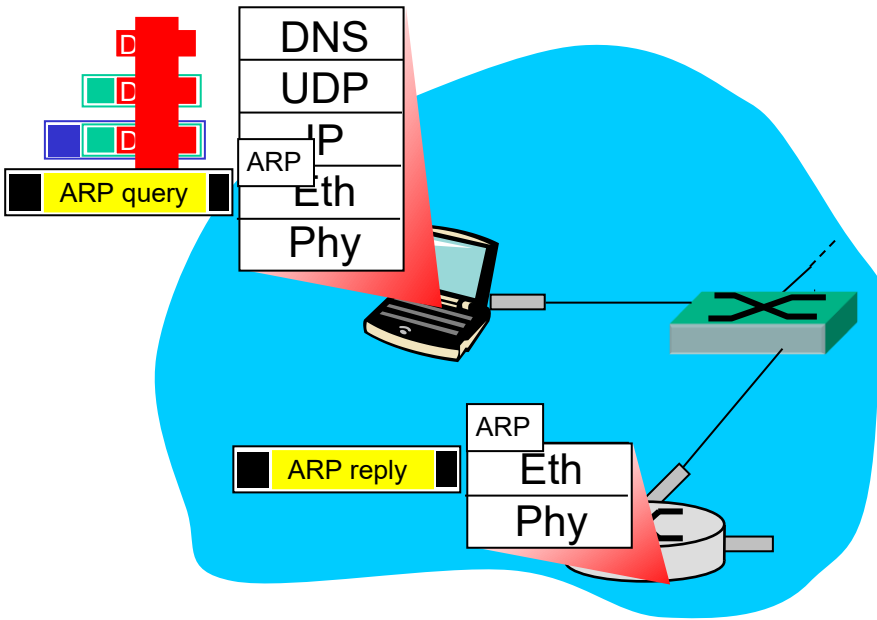 DNS
UDP
IP
ARP
Eth
Phy
D
D
D
ARP query
ARP
Eth
Phy
ARP reply